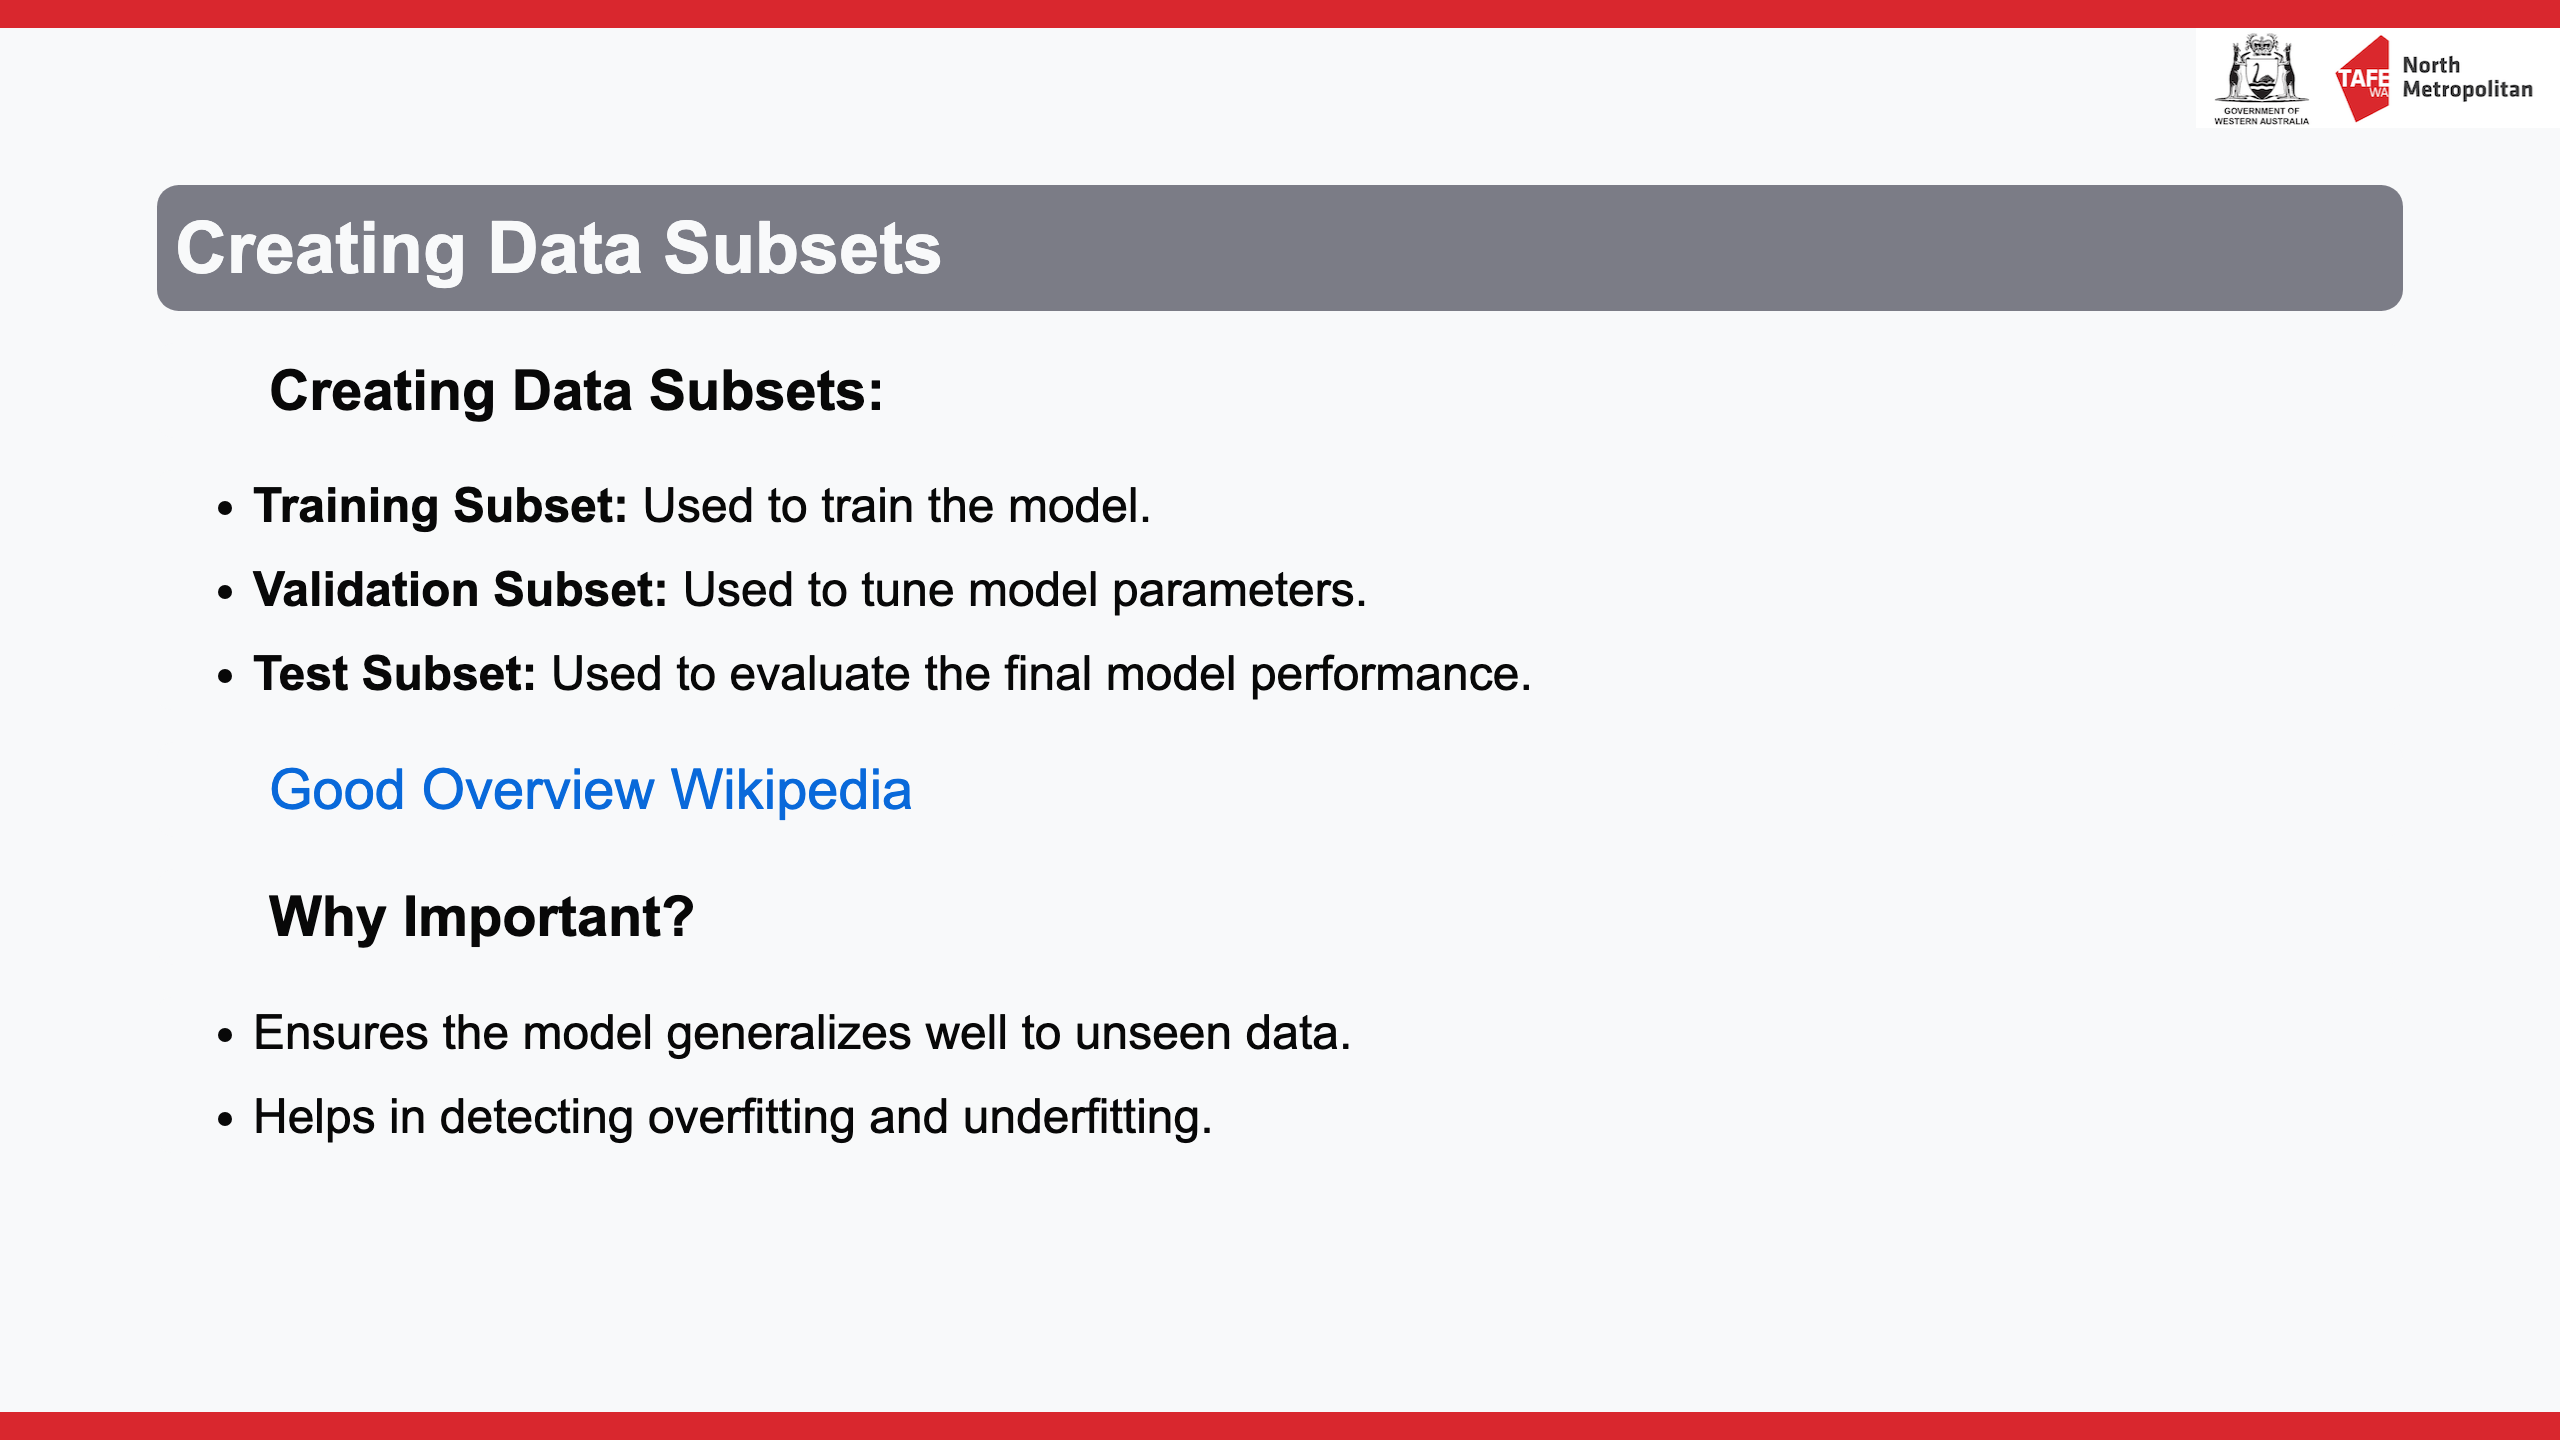 GOVERNMENT OF
WESTERN AUSTRALIA
TAFE
WA
North
Metropolitan
Creating Data Subsets
Creating Data Subsets:
• Training Subset: Used to train the model.
• Validation Subset: Used to tune model parameters.
• Test Subset: Used to evaluate the final model performance.
Good Overview Wikipedia
Why Important?
• Ensures the model generalizes well to unseen data.
• Helps in detecting overfitting and underfitting.